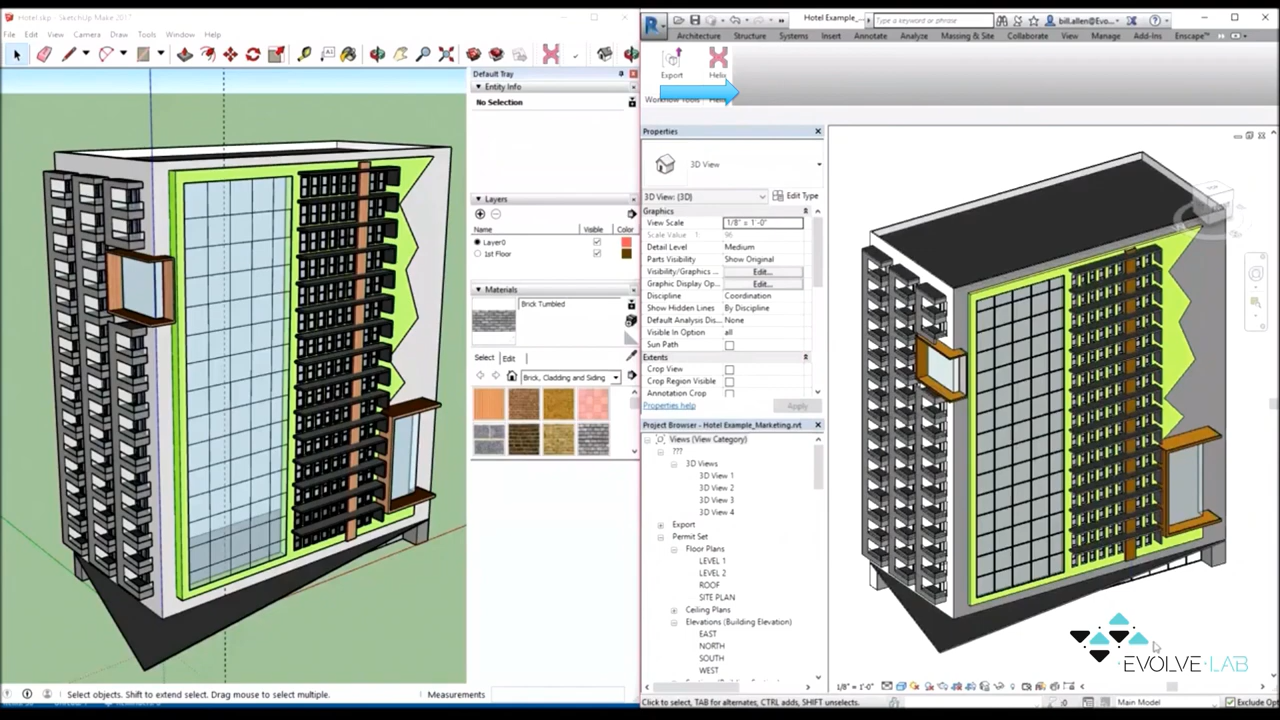 Hotel.skp - SketchUp Make 2017
File Edit View Camera Draw Tools Window Help
Default Tray
Entity Info
No Selection
Layers
Name Visible Color
Layer0
1st Floor
Materials
Brick Tumbled
Select Edit
Brick, Cladding and Siding
Select objects. Shift to extend select. Drag mouse to select multiple.
Measurements
Hotel Example_...
Type a keyword or phrase
bill.allen@Evo...
Architecture Structure Systems Insert Annotate Analyze Massing & Site Collaborate View Manage Add-Ins Enscape™
Export
Helix
Workflow Tools
Properties
3D View
3D View: {3D}
Edit Type
Graphics
View Scale 1/8" = 1'-0"
Scale Value 1: 96
Detail Level Medium
Parts Visibility Show Original
Visibility/Graphics ... Edit...
Graphic Display Op... Edit...
Discipline Coordination
Show Hidden Lines By Discipline
Default Analysis Dis... None
Visible In Option all
Sun Path
Extents
Crop View
Crop Region Visible
Annotation Crop
Properties help
Apply
Project Browser - Hotel Example_Marketing.rvt
Views (View Category)
???
3D Views
3D View 1
3D View 2
3D View 3
3D View 4
Export
Permit Set
Floor Plans
LEVEL 1
LEVEL 2
ROOF
SITE PLAN
Ceiling Plans
Elevations (Building Elevation)
EAST
NORTH
SOUTH
WEST
EVOLVE LAB
1/8" = 1'-0"
Click to select, TAB for alternates, CTRL adds, SHIFT unselects.
:0
Main Model
Exclude Op